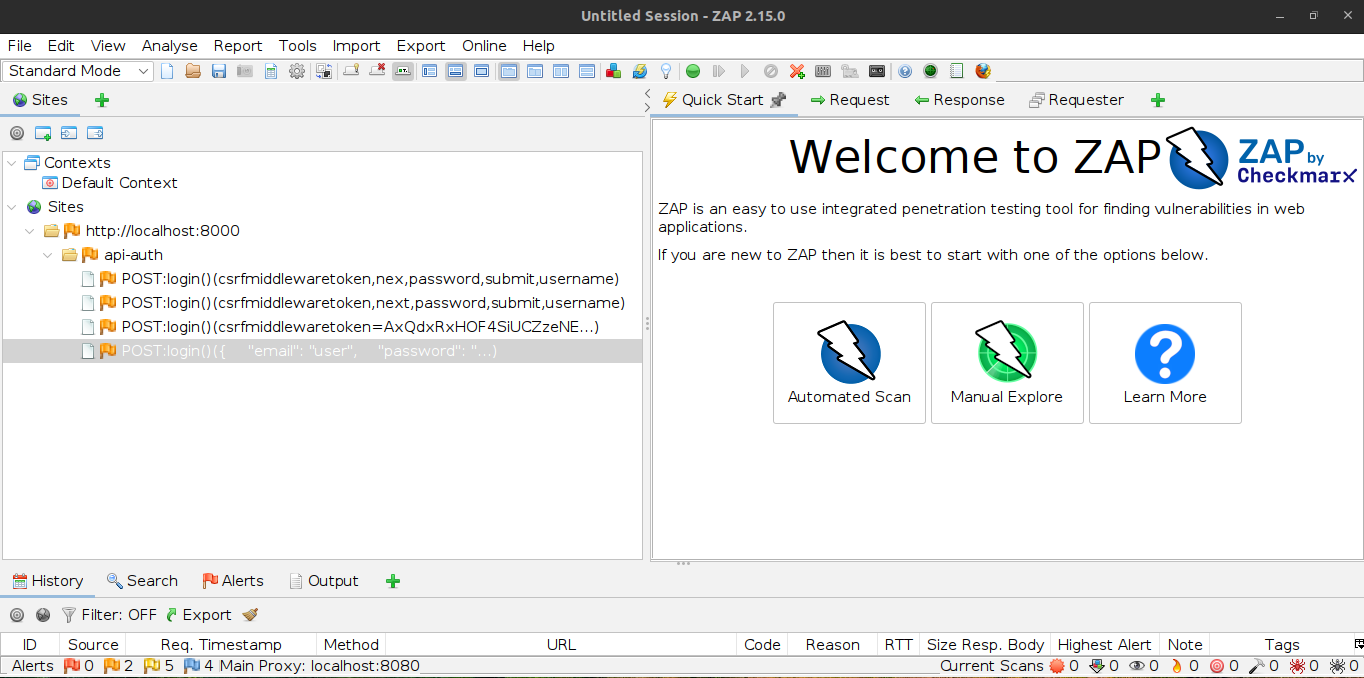 Untitled Session - ZAP 2.15.0
File Edit View Analyse Report Tools Import Export Online Help
Standard Mode
Sites
Quick Start Request Response Requester
Contexts
Default Context
Sites
http://localhost:8000
api-auth
POST:login()(csrfmiddlewaretoken,nex,password,submit,username)
POST:login()(csrfmiddlewaretoken,next,password,submit,username)
POST:login()(csrfmiddlewaretoken=AxQdxRxHOF4SiUCZzeNE...)
POST:login()({ "email": "user", "password": "...)
Welcome to ZAP
ZAP by
Checkmarx
ZAP is an easy to use integrated penetration testing tool for finding vulnerabilities in web
applications.
If you are new to ZAP then it is best to start with one of the options below.
Automated Scan Manual Explore Learn More
History Search Alerts Output
Filter: OFF Export
ID Source Req. Timestamp Method URL Code Reason RTT Size Resp. Body Highest Alert Note Tags
Alerts 0 2 5 4 Main Proxy: localhost:8080 Current Scans 0 0 0 0 0 0 0 0